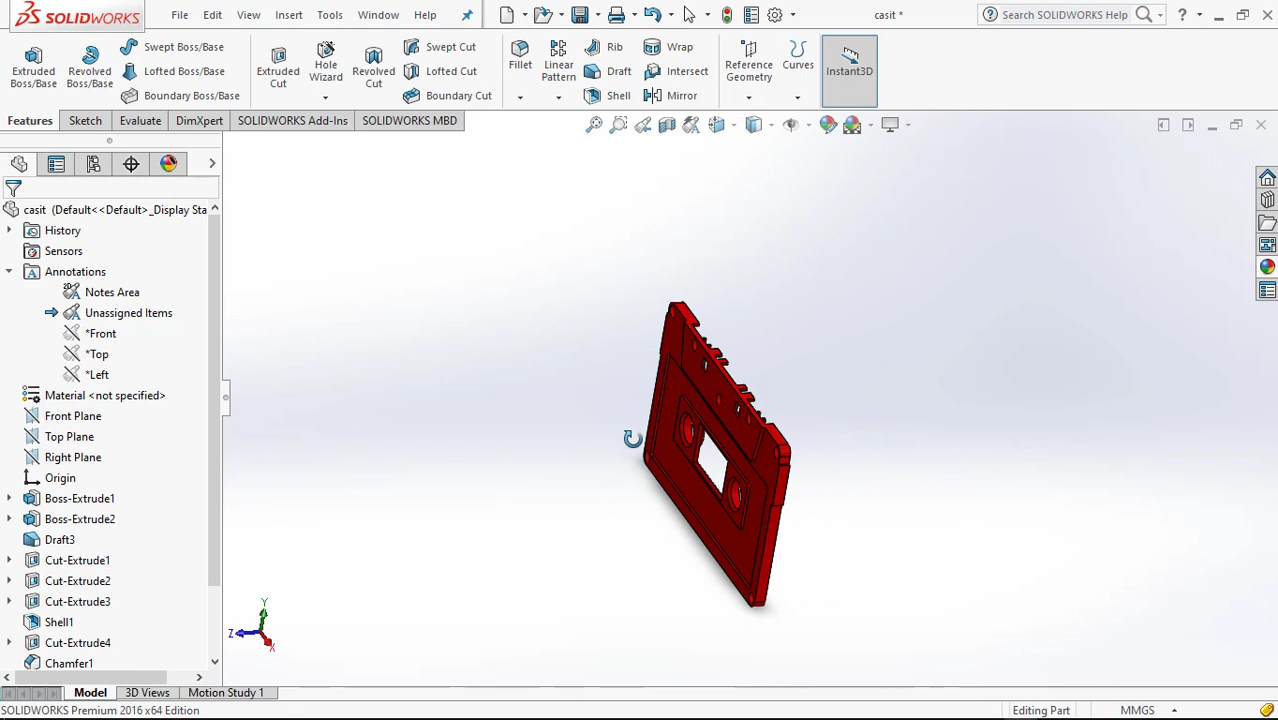 SOLIDWORKS
File Edit View Insert Tools Window Help
casit *
Search SOLIDWORKS Help
?
Extruded Boss/Base
Revolved Boss/Base
Swept Boss/Base
Lofted Boss/Base
Boundary Boss/Base
Extruded Cut
Hole Wizard
Revolved Cut
Swept Cut
Lofted Cut
Boundary Cut
Fillet
Linear Pattern
Rib
Draft
Shell
Wrap
Intersect
Mirror
Reference Geometry
Curves
Instant3D
Features Sketch Evaluate DimXpert SOLIDWORKS Add-Ins SOLIDWORKS MBD
casit (Default<<Default>_Display Sta
History
Sensors
Annotations
Notes Area
Unassigned Items
*Front
*Top
*Left
Material <not specified>
Front Plane
Top Plane
Right Plane
Origin
Boss-Extrude1
Boss-Extrude2
Draft3
Cut-Extrude1
Cut-Extrude2
Cut-Extrude3
Shell1
Cut-Extrude4
Chamfer1
Y
Z
X
Model 3D Views Motion Study 1
SOLIDWORKS Premium 2016 x64 Edition
Editing Part
MMGS